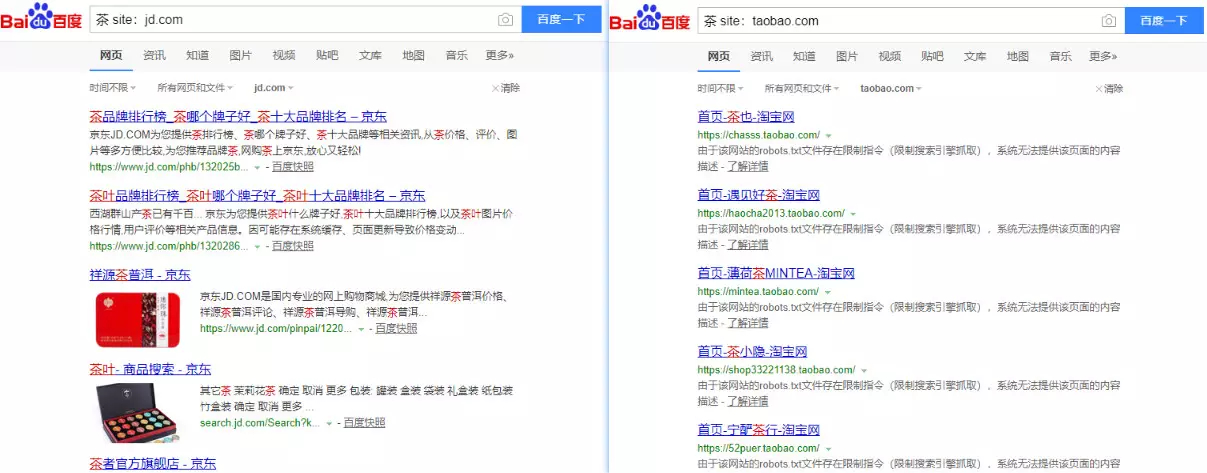 Baidu百度
茶 site：jd.com
百度一下
网页 资讯 知道 图片 视频 贴吧 文库 地图 音乐 更多»
时间不限 所有网页和文件 jd.com 清除
茶品牌排行榜_茶哪个牌子好_茶十大品牌排名 – 京东
京东JD.COM为您提供茶排行榜、茶哪个牌子好、茶十大品牌等相关资讯,从茶价格、评价、图
片等多方便比较,为您推荐品牌茶,网购茶上京东,放心又轻松!
https://www.jd.com/phb/132025b... - 百度快照
茶叶品牌排行榜_茶叶哪个牌子好_茶叶十大品牌排名 – 京东
西湖群山产茶已有千百... 京东为您提供茶叶什么牌子好,茶叶十大品牌排行榜,以及茶叶图片价
格行情,用户评价等相关产品信息。因可能存在系统缓存、页面更新导致价格变动...
https://www.jd.com/phb/1320286... - 百度快照
祥源茶普洱 - 京东
京东JD.COM是国内专业的网上购物商城,为您提供祥源茶普洱价格、
祥源茶普洱评论、祥源茶普洱导购、祥源茶普洱...
https://www.jd.com/pinpai/1220... - 百度快照
茶叶- 商品搜索 - 京东
其它茶 茉莉花茶 确定 取消 更多 包装: 罐装 盒装 袋装 礼盒装 纸包装
竹盒装 确定 取消 更多 ...
search.jd.com/Search?k... - 百度快照
茶者官方旗舰店 - 京东
Baidu百度
茶 site：taobao.com
百度一下
网页 资讯 知道 图片 视频 贴吧 文库 地图 音乐 更多»
时间不限 所有网页和文件 taobao.com 清除
首页-茶也-淘宝网
https://chasss.taobao.com/
由于该网站的robots.txt文件存在限制指令（限制搜索引擎抓取），系统无法提供该页面的内容
描述 - 了解详情
首页-遇见好茶-淘宝网
https://haocha2013.taobao.com/
由于该网站的robots.txt文件存在限制指令（限制搜索引擎抓取），系统无法提供该页面的内容
描述 - 了解详情
首页-薄荷茶MINTEA-淘宝网
https://mintea.taobao.com/
由于该网站的robots.txt文件存在限制指令（限制搜索引擎抓取），系统无法提供该页面的内容
描述 - 了解详情
首页-茶小隐-淘宝网
https://shop33221138.taobao.com/
由于该网站的robots.txt文件存在限制指令（限制搜索引擎抓取），系统无法提供该页面的内容
描述 - 了解详情
首页-宁馨茶行-淘宝网
https://52puer.taobao.com/
由于该网站的robots.txt文件存在限制指令（限制搜索引擎抓取），系统无法提供该页面的内容